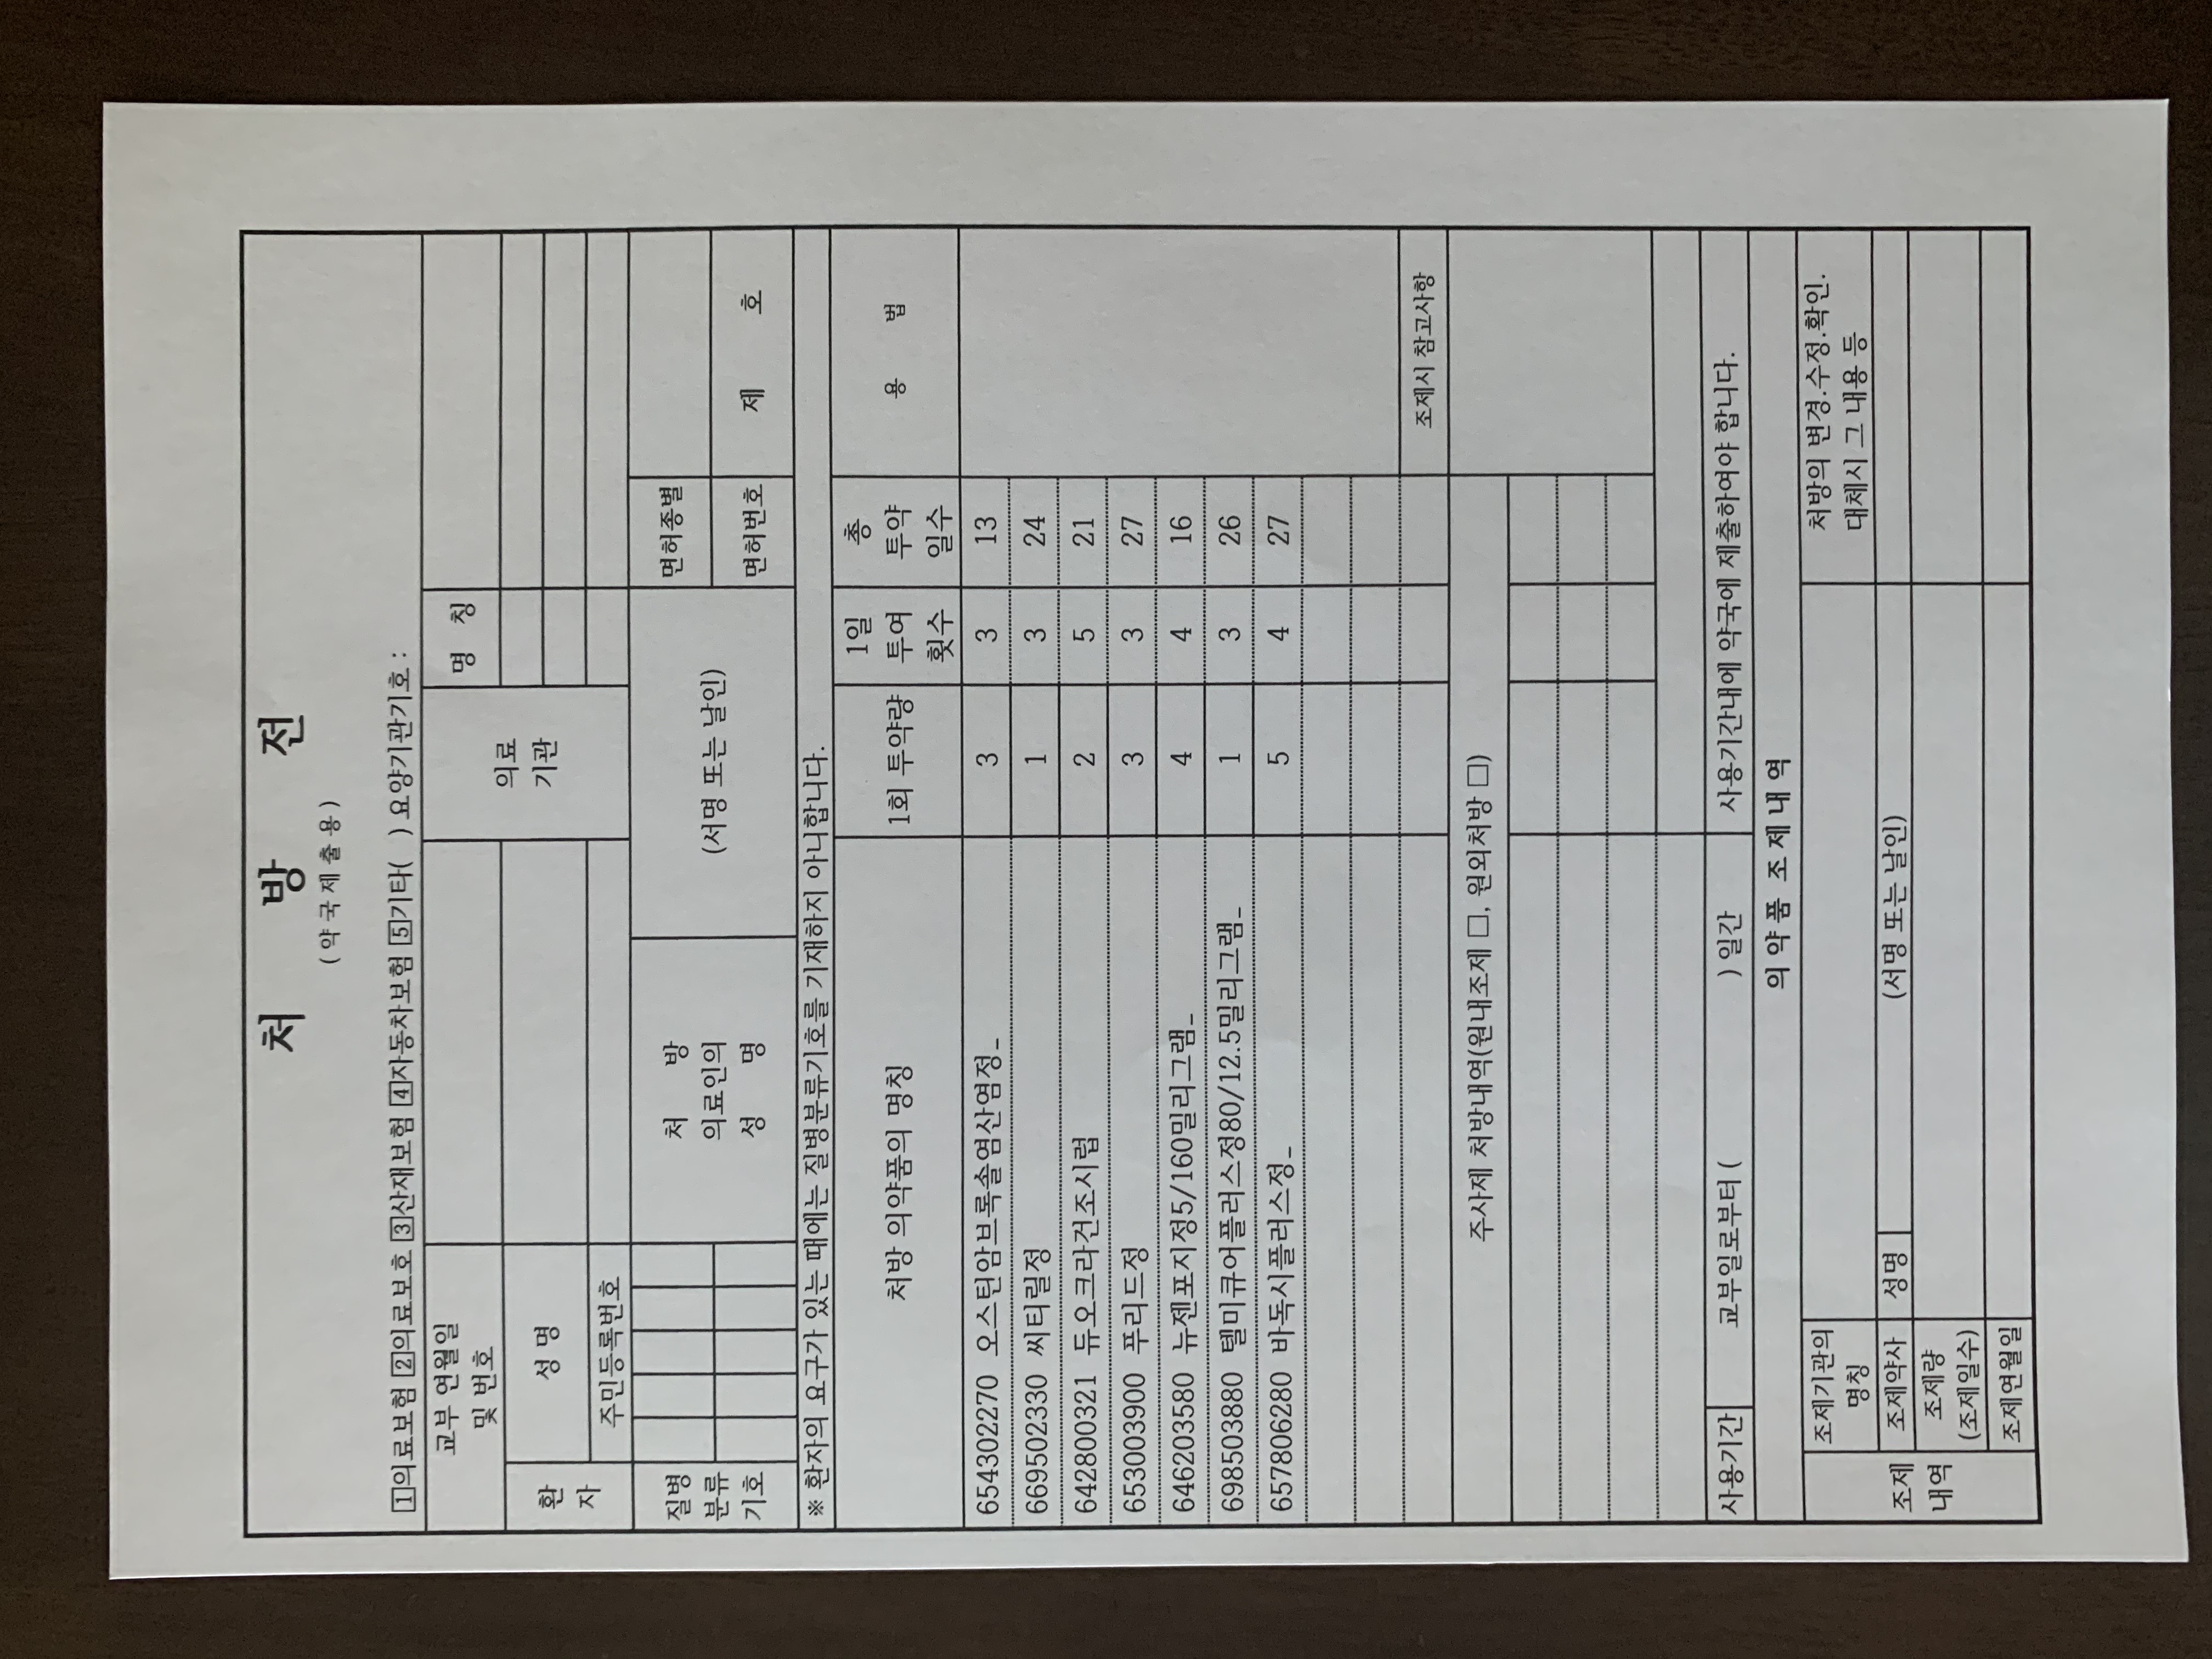 처 방 전
(약국제출용)
1의료보험 2의료보호 3산재보험 4자동차보험 5기타( ) 요양기관기호 :
교부 연월일
및 번호
의료
기관
명 칭
환
자
성 명
주민등록번호
질병
분류
기호
처 방
의료인의
성 명
(서명 또는 날인)
면허종별
면허번호
제 호
※ 환자의 요구가 있는 때에는 질병분류기호를 기재하지 아니합니다.
처방 의약품의 명칭
1회 투약량
1일
투여
횟수
총
투약
일수
용 법
654302270 오스틴암브록솔염산염정_ 3 3 13
669502330 씨티릴정 1 3 24
642800321 듀오크라건조시럽 2 5 21
653003900 푸리드정 3 3 27
646203580 뉴젠포지정5/160밀리그램_ 4 4 16
698503880 텔미큐어플러스정80/12.5밀리그램_ 1 3 26
657806280 바독시플러스정_ 5 4 27
조제시 참고사항
주사제 처방내역(원내조제 □, 원외처방 □)
사용기간
교부일로부터 ( ) 일간
사용기간내에 약국에 제출하여야 합니다.
의약품 조제내역
조제
내역
조제기관의
명칭
처방의 변경.수정.확인.
대체시 그 내용 등
조제약사
성명
(서명 또는 날인)
조제량
(조제일수)
조제연월일